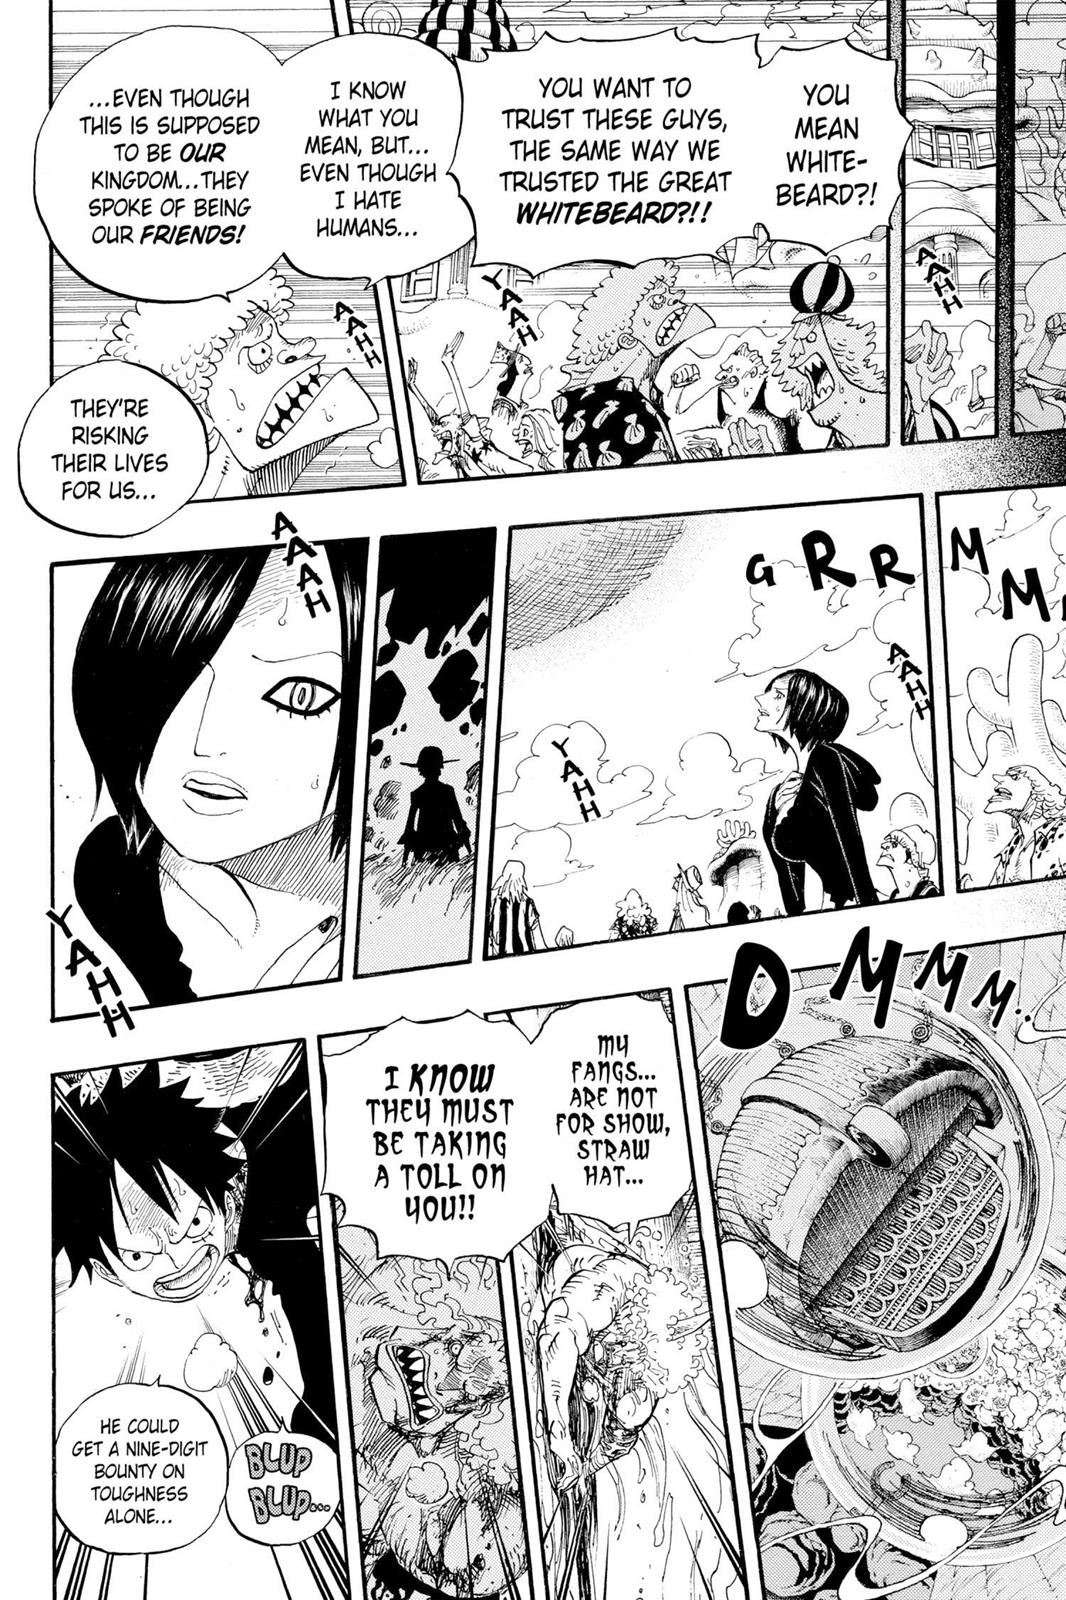 YOU
MEAN
WHITE-
BEARD?!
YOU WANT TO
TRUST THESE GUYS,
THE SAME WAY WE
TRUSTED THE GREAT
WHITEBEARD?!!
I KNOW
WHAT YOU
MEAN, BUT...
EVEN THOUGH
I HATE
HUMANS...
...EVEN THOUGH
THIS IS SUPPOSED
TO BE OUR
KINGDOM...THEY
SPOKE OF BEING
OUR FRIENDS!
THEY'RE
RISKING
THEIR LIVES
FOR US...
AAHH
YAAH
AAHH
GRRMM
AAHH
YAHH
AAAH
YAHH
DMMMM..
MY
FANGS...
ARE NOT
FOR SHOW,
STRAW
HAT...
I KNOW
THEY MUST
BE TAKING
A TOLL ON
YOU!!
HE COULD
GET A NINE-DIGIT
BOUNTY ON
TOUGHNESS
ALONE...
BLUP
BLUP...